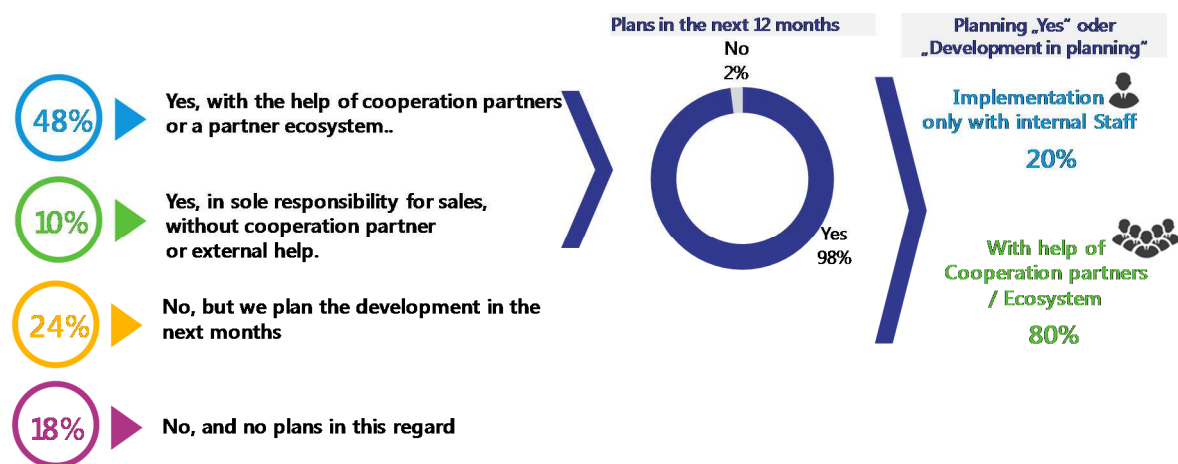 48%
Yes, with the help of cooperation partners
or a partner ecosystem..
10%
Yes, in sole responsibility for sales,
without cooperation partner
or external help.
24%
No, but we plan the development in the
next months
18%
No, and no plans in this regard
Plans in the next 12 months
No
2%
Yes
98%
Planning „Yes“ oder
„Development in planning“
Implementation
only with internal Staff
20%
With help of
Cooperation partners
/ Ecosystem
80%